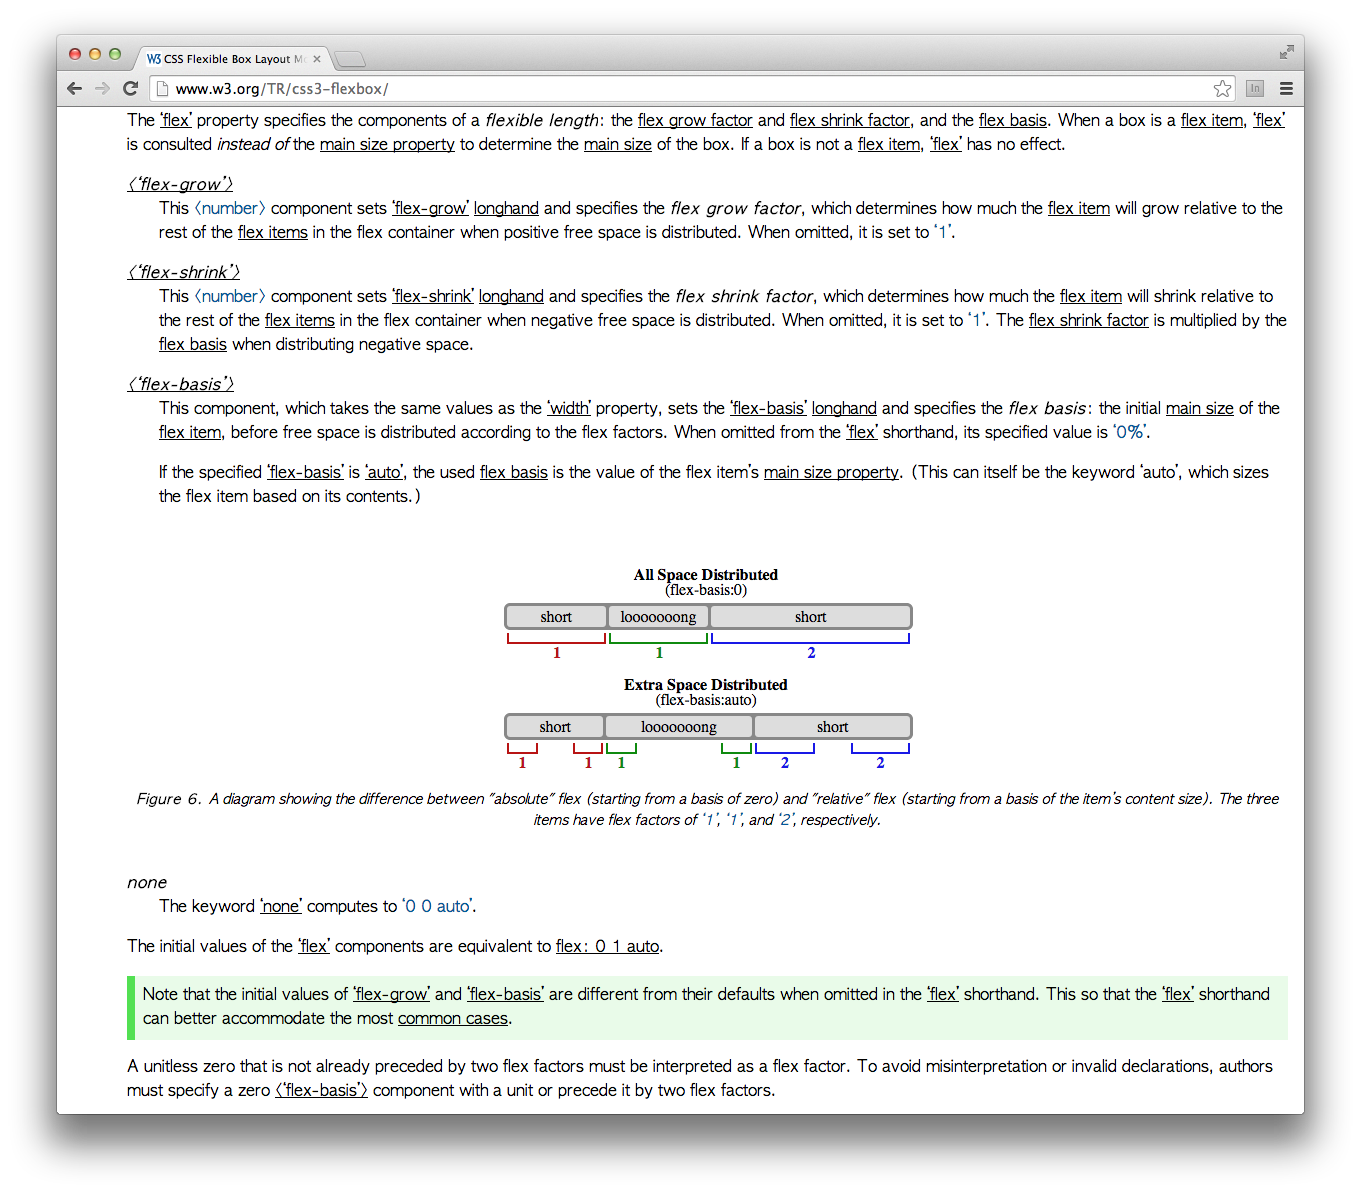 W3 CSS Flexible Box Layout Mo
www.w3.org/TR/css3-flexbox/
The ‘flex’ property specifies the components of a flexible length: the flex grow factor and flex shrink factor, and the flex basis. When a box is a flex item, ‘flex’
is consulted instead of the main size property to determine the main size of the box. If a box is not a flex item, ‘flex’ has no effect.
〈‘flex-grow’〉
This 〈number〉 component sets ‘flex-grow’ longhand and specifies the flex grow factor, which determines how much the flex item will grow relative to the
rest of the flex items in the flex container when positive free space is distributed. When omitted, it is set to ‘1’.
〈‘flex-shrink’〉
This 〈number〉 component sets ‘flex-shrink’ longhand and specifies the flex shrink factor, which determines how much the flex item will shrink relative to
the rest of the flex items in the flex container when negative free space is distributed. When omitted, it is set to ‘1’. The flex shrink factor is multiplied by the
flex basis when distributing negative space.
〈‘flex-basis’〉
This component, which takes the same values as the ‘width’ property, sets the ‘flex-basis’ longhand and specifies the flex basis: the initial main size of the
flex item, before free space is distributed according to the flex factors. When omitted from the ‘flex’ shorthand, its specified value is ‘0%’.
If the specified ‘flex-basis’ is ‘auto’, the used flex basis is the value of the flex item’s main size property. (This can itself be the keyword ‘auto’, which sizes
the flex item based on its contents.)
All Space Distributed
(flex-basis:0)
short looooooong short
1 1 2
Extra Space Distributed
(flex-basis:auto)
short looooooong short
1 1 1 1 2 2
Figure 6. A diagram showing the difference between "absolute" flex (starting from a basis of zero) and "relative" flex (starting from a basis of the item’s content size). The three
items have flex factors of ‘1’, ‘1’, and ‘2’, respectively.
none
The keyword ‘none’ computes to ‘0 0 auto’.
The initial values of the ‘flex’ components are equivalent to flex: 0 1 auto.
Note that the initial values of ‘flex-grow’ and ‘flex-basis’ are different from their defaults when omitted in the ‘flex’ shorthand. This so that the ‘flex’ shorthand
can better accommodate the most common cases.
A unitless zero that is not already preceded by two flex factors must be interpreted as a flex factor. To avoid misinterpretation or invalid declarations, authors
must specify a zero 〈‘flex-basis’〉 component with a unit or precede it by two flex factors.